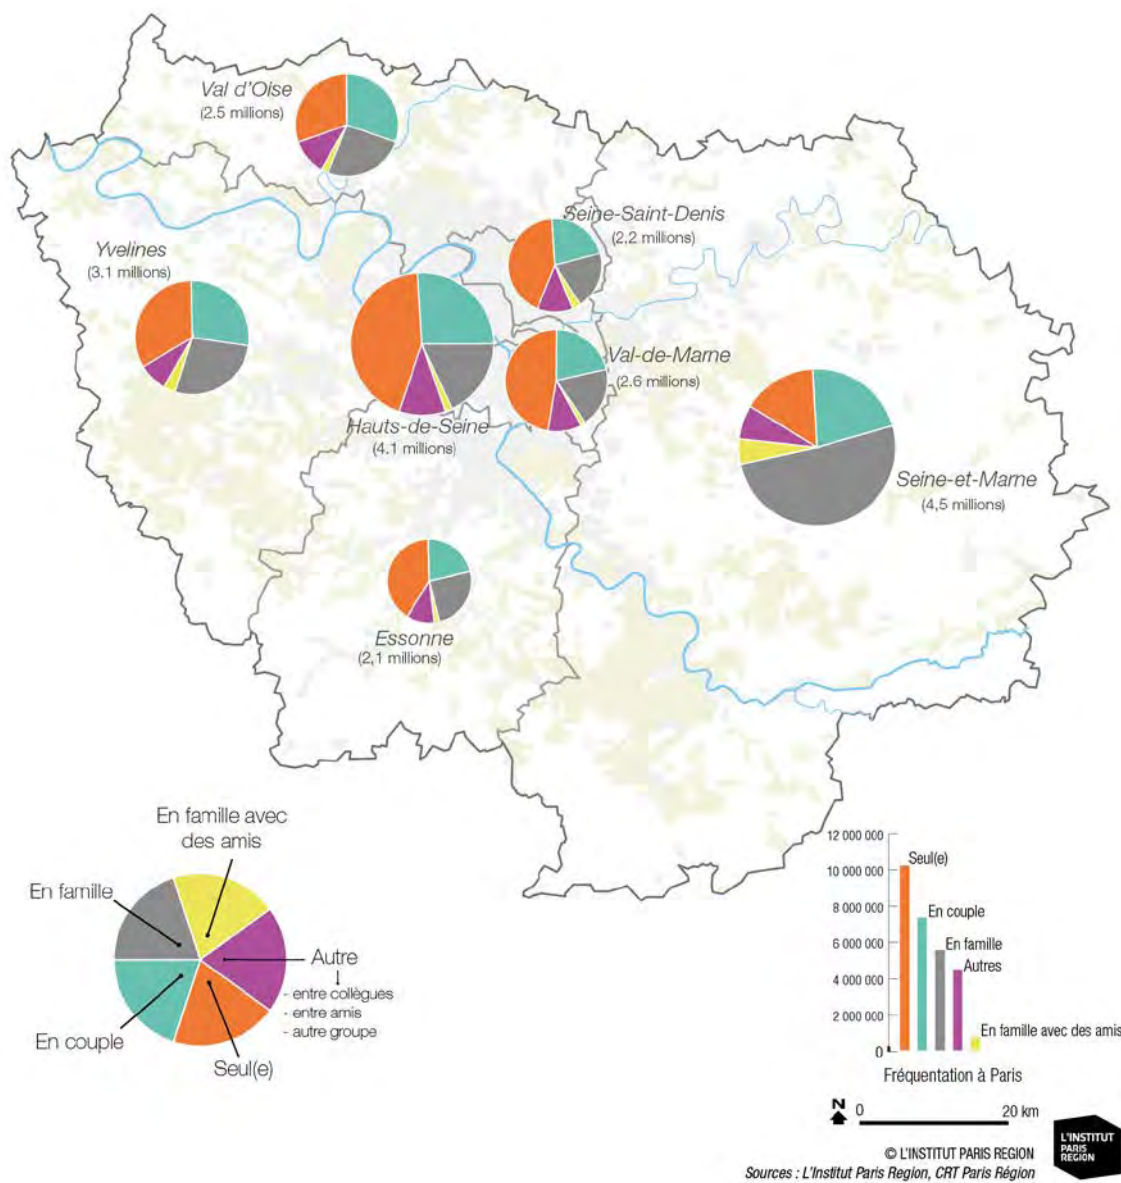 Val d'Oise
(2.5 millions)
Seine-Saint-Denis
(2.2 millions)
Yvelines
(3.1 millions)
Val-de-Marne
(2.6 millions)
Hauts-de-Seine
(4.1 millions)
Seine-et-Marne
(4,5 millions)
Essonne
(2,1 millions)
En famille avec
des amis
En famille
Autre
- entre collègues
- entre amis
- autre groupe
En couple
Seul(e)
12 000 000
10 000 000
8 000 000
6 000 000
4 000 000
2 000 000
0
Seul(e)
En couple
En famille
Autres
En famille avec des amis
Fréquentation à Paris
N
0
20 km
L'INSTITUT
PARIS
REGION
© L'INSTITUT PARIS REGION
Sources : L'Institut Paris Region, CRT Paris Région